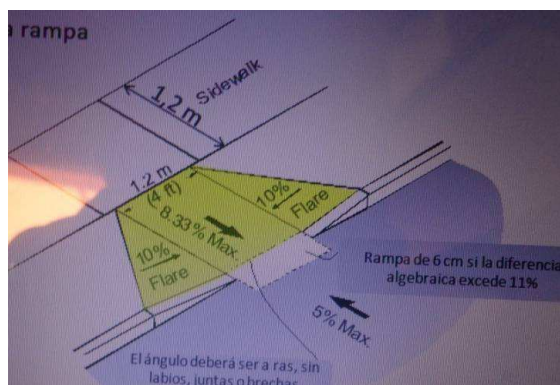 a rampa
1,2 m
Sidewalk
1.2 m
(4 ft)
10%
Flare
8.33% Max.
10%
Flare
Rampa de 6 cm si la diferencia
algebraica excede 11%
5% Max.
El ángulo deberá ser a ras, sin
labios, juntas o brechas